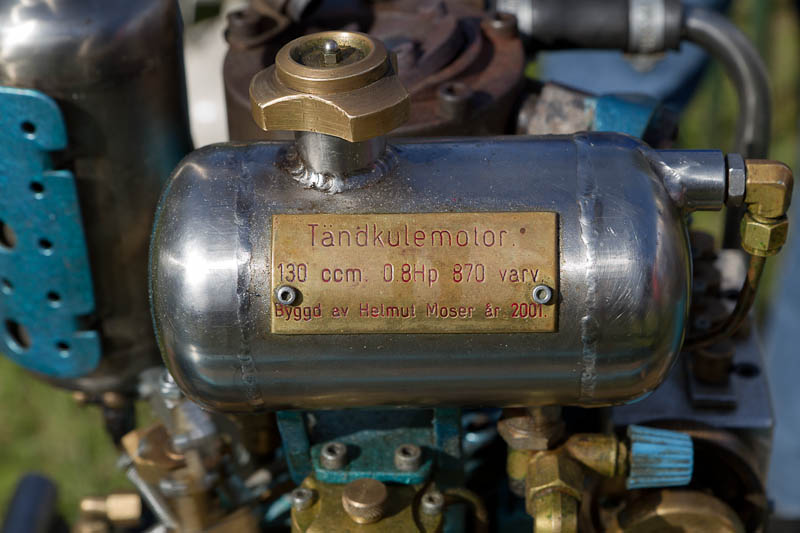 Tändkulemotor.
130 ccm. 0.8Hp 870 varv.
Byggd av Helmut Moser år 2001.